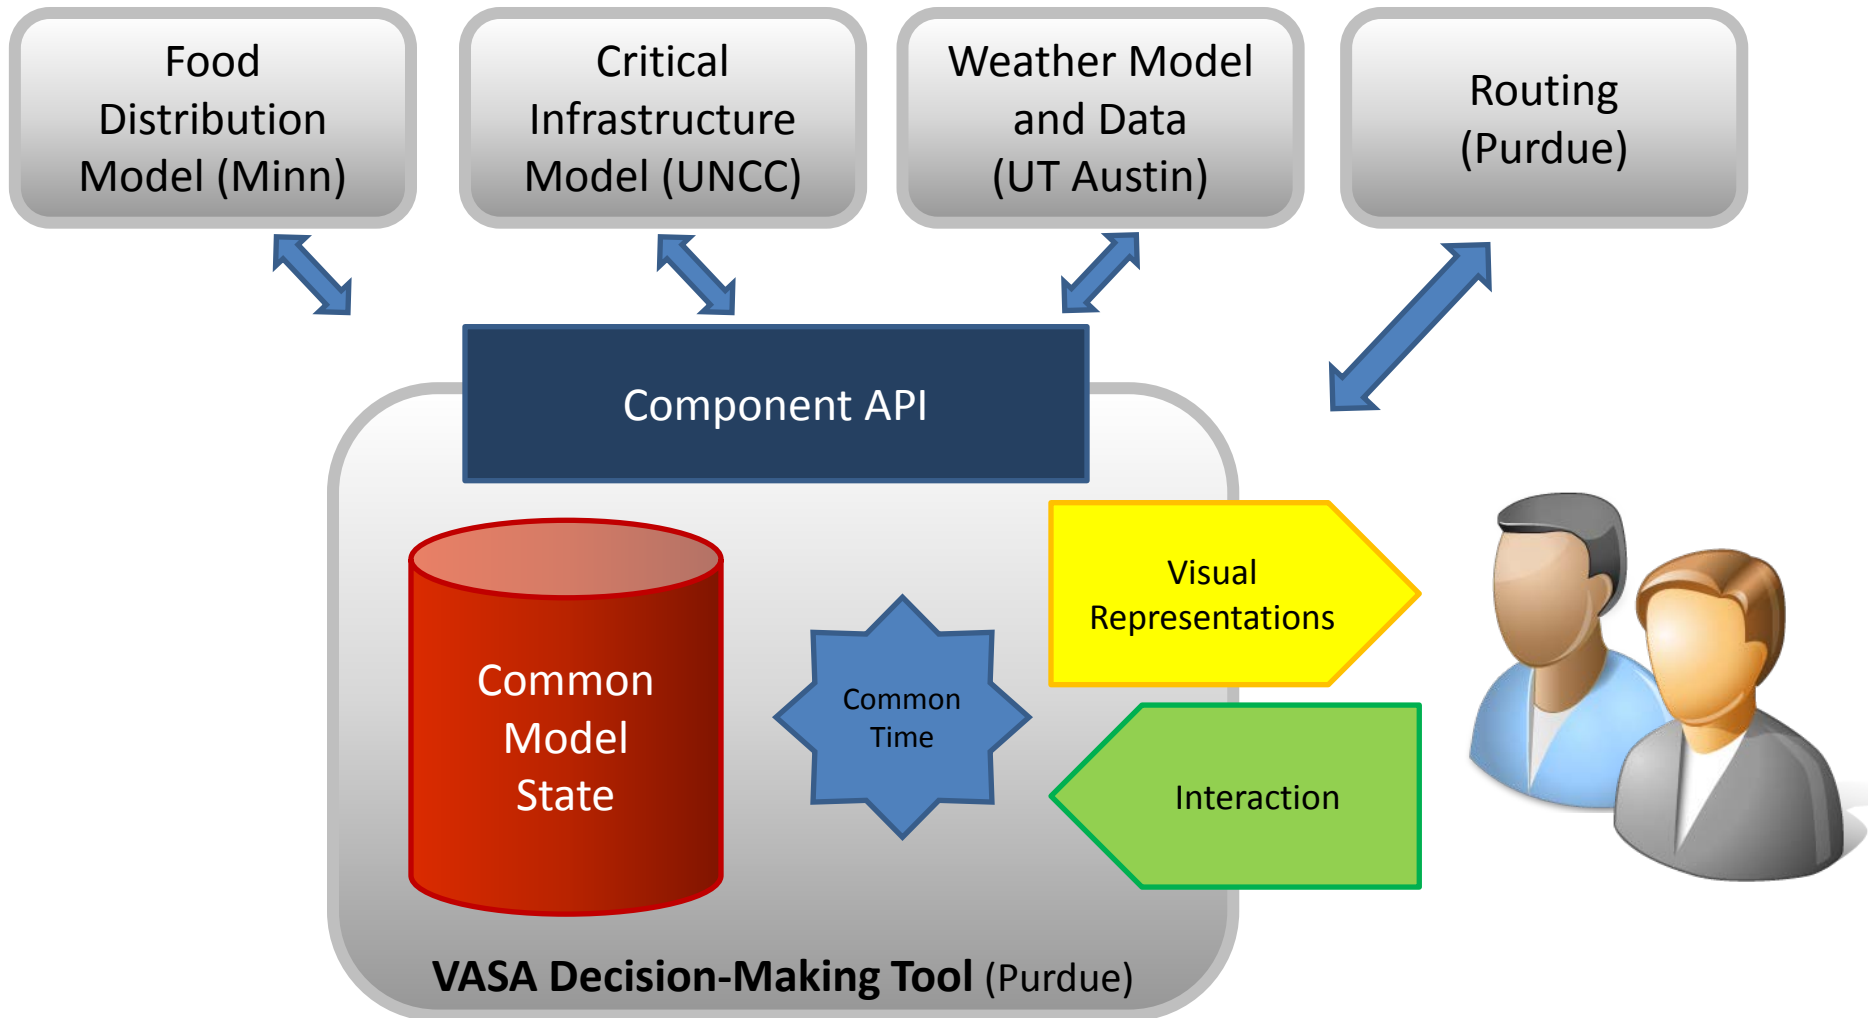 Food
Distribution
Model (Minn)
Critical
Infrastructure
Model (UNCC)
Weather Model
and Data
(UT Austin)
Routing
(Purdue)
Component API
Visual
Representations
Common
Model
State
Common
Time
Interaction
VASA Decision-Making Tool (Purdue)